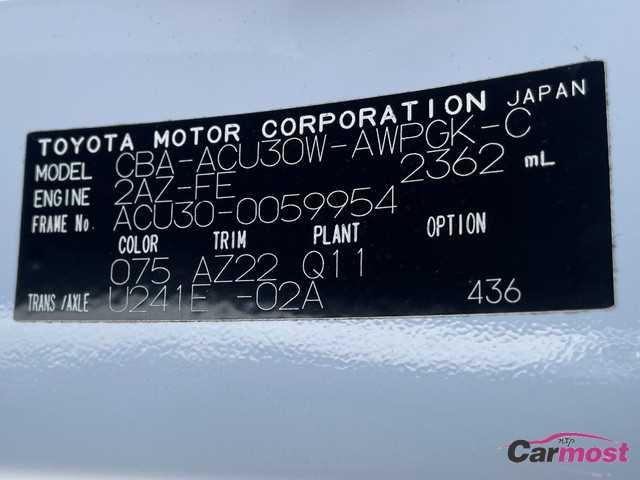 TOYOTA MOTOR CORPORATION JAPAN
MODEL CBA-ACU30W-AWPGK-C
ENGINE 2AZ-FE 2362 mL
FRAME No. ACU30-0059954
COLOR TRIM PLANT OPTION
075 AZ22 Q11
TRANS/AXLE U241E -02A 436
HTP
Carmost